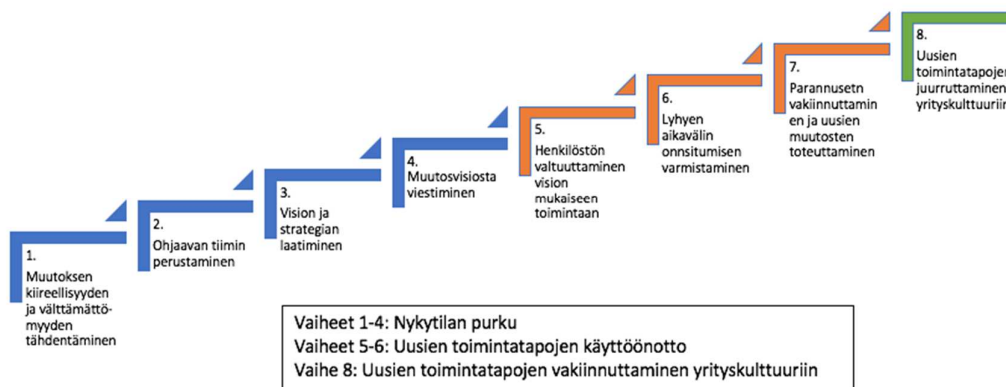 1.
Muutoksen
kiireellisyyden
ja välttämättö-
myyden
tähdentäminen
2.
Ohjaavan tiimin
perustaminen
3.
Vision ja
strategian
laatiminen
4.
Muutosvisiosta
viestiminen
5.
Henkilöstön
valtuuttaminen
vision
mukaiseen
toimintaan
6.
Lyhyen
aikavälin
onnsitumisen
varmistaminen
7.
Parannusetn
vakiinnuttamin
en ja uusien
muutosten
toteuttaminen
8.
Uusien
toimintatapojen
juurruttaminen
yrityskulttuuriin
Vaiheet 1-4: Nykytilan purku
Vaiheet 5-6: Uusien toimintatapojen käyttöönotto
Vaihe 8: Uusien toimintatapojen vakiinnuttaminen yrityskulttuuriin